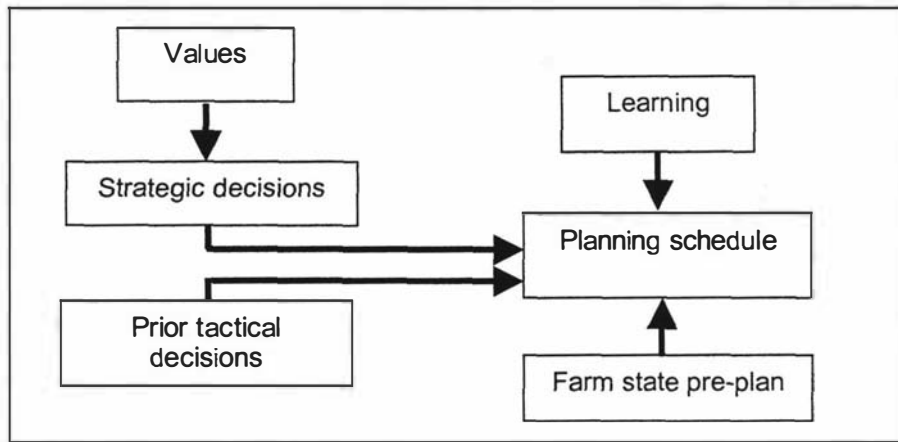 Values
Learning
Strategic decisions
Planning schedule
Prior tactical
decisions
Farm state pre-plan